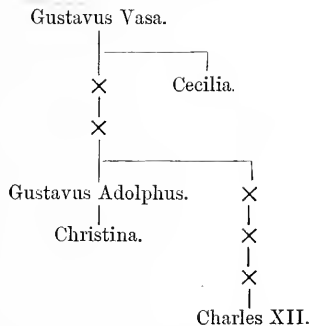 Gustavus Vasa.
Cecilia.
×
×
Gustavus Adolphus. ×
Christina. ×
×
Charles XII.